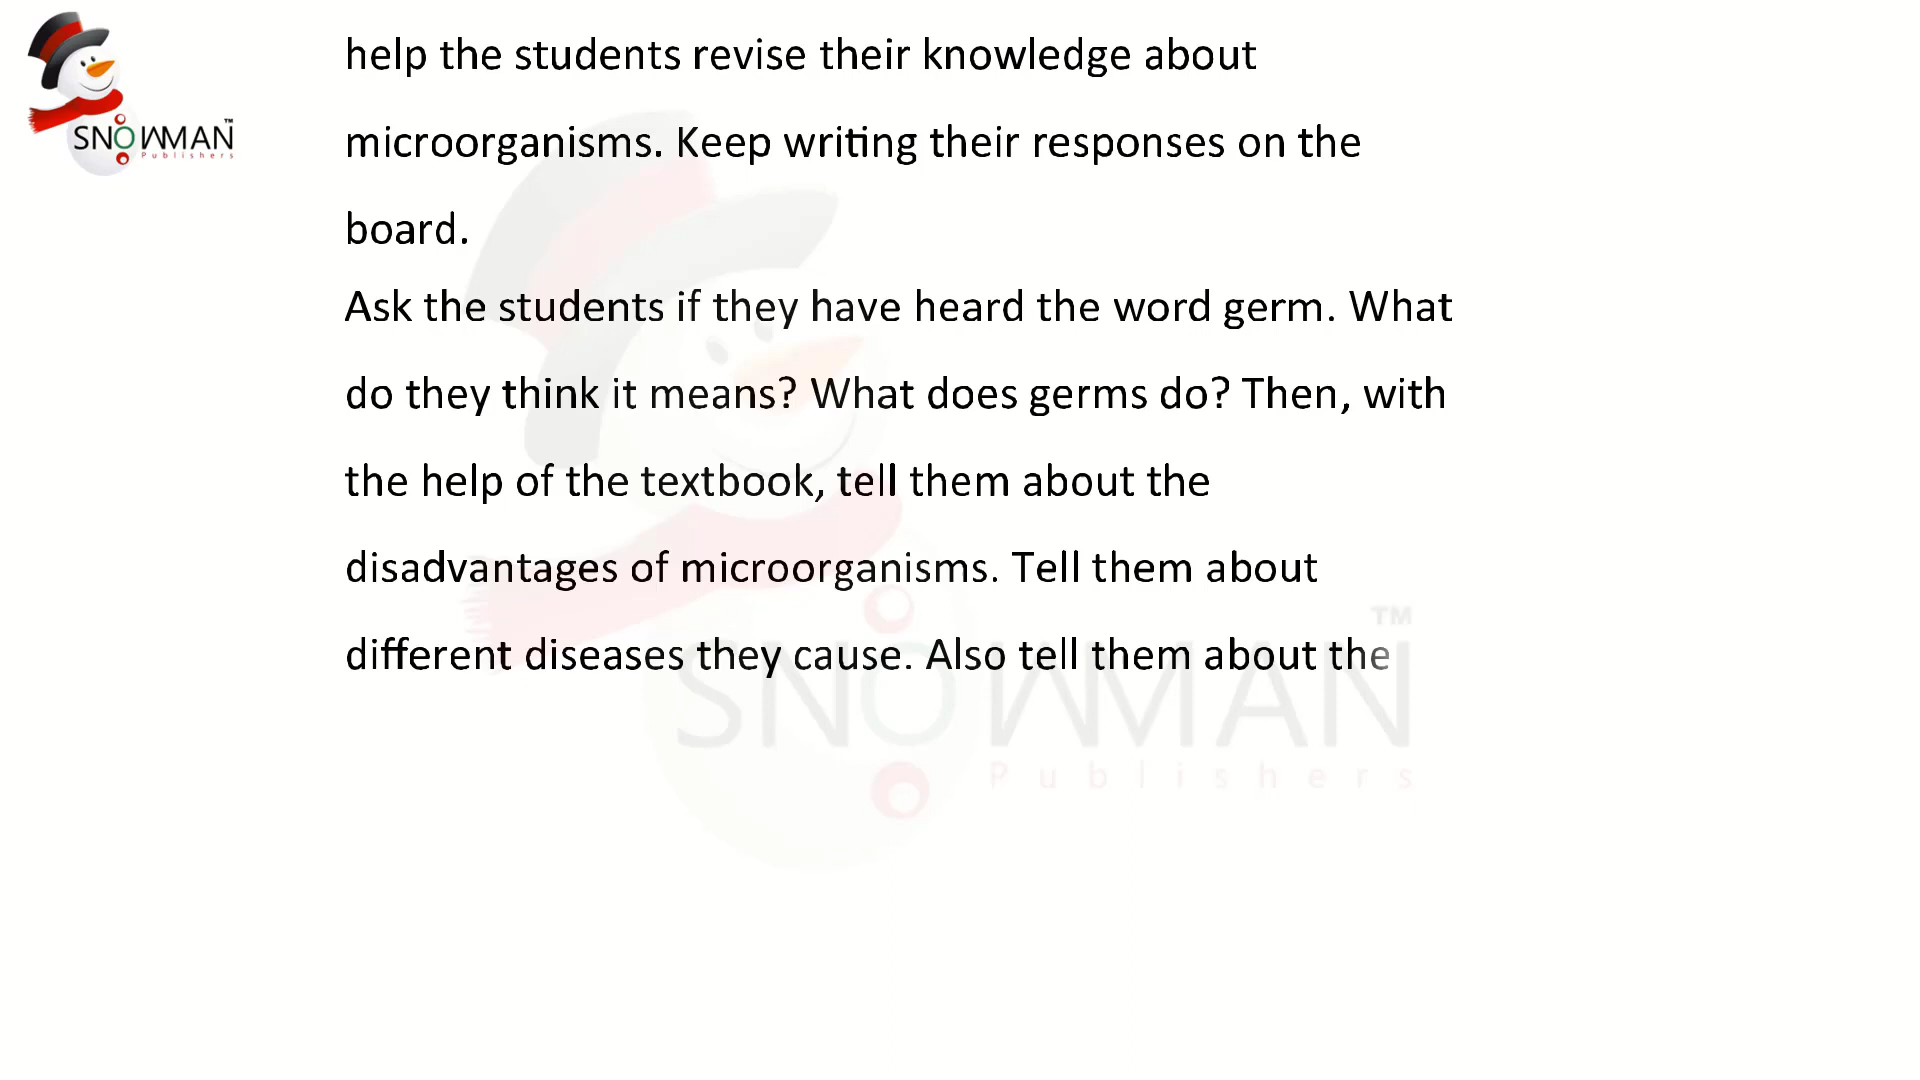 SNOWMAN™
Publishers
help the students revise their knowledge about
microorganisms. Keep writing their responses on the
board.
Ask the students if they have heard the word germ. What
do they think it means? What does germs do? Then, with
the help of the textbook, tell them about the
disadvantages of microorganisms. Tell them about
different diseases they cause. Also tell them about the
SNOWMAN™
Publishers